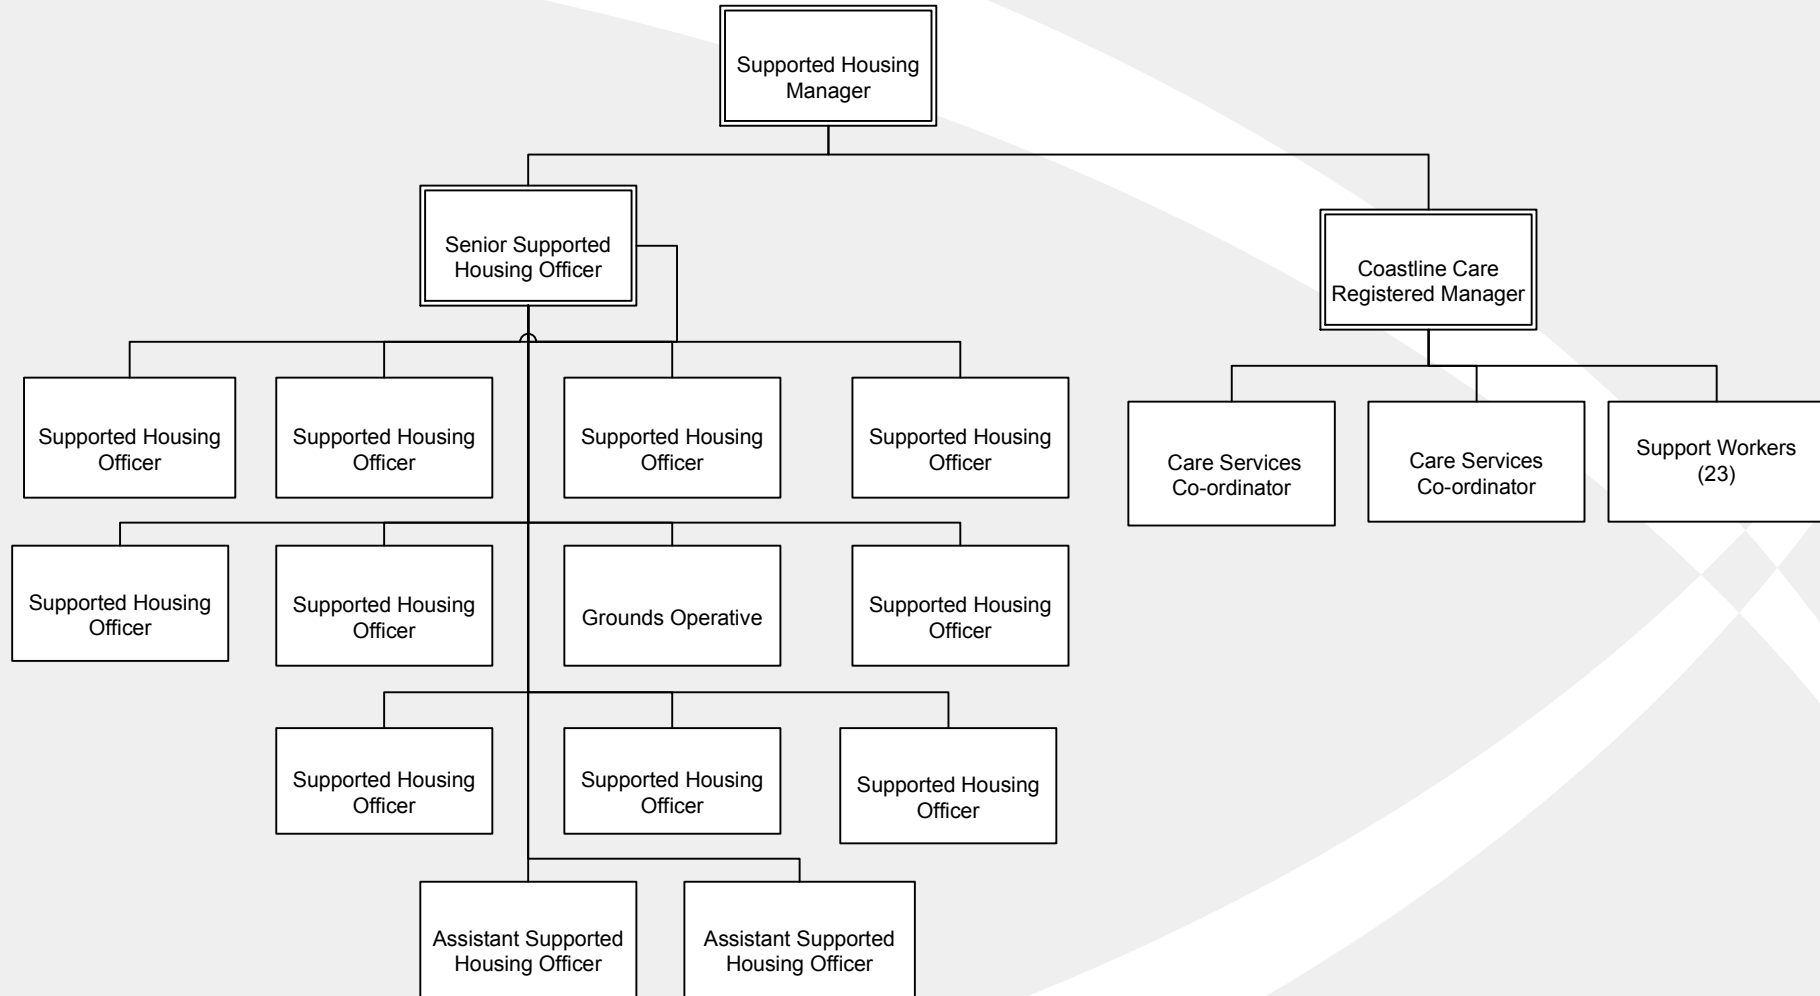 Supported Housing
Manager
Senior Supported
Housing Officer
Coastline Care
Registered Manager
Supported Housing
Officer
Supported Housing
Officer
Supported Housing
Officer
Supported Housing
Officer
Care Services
Co-ordinator
Care Services
Co-ordinator
Support Workers
(23)
Supported Housing
Officer
Supported Housing
Officer
Grounds Operative
Supported Housing
Officer
Supported Housing
Officer
Supported Housing
Officer
Supported Housing
Officer
Assistant Supported
Housing Officer
Assistant Supported
Housing Officer